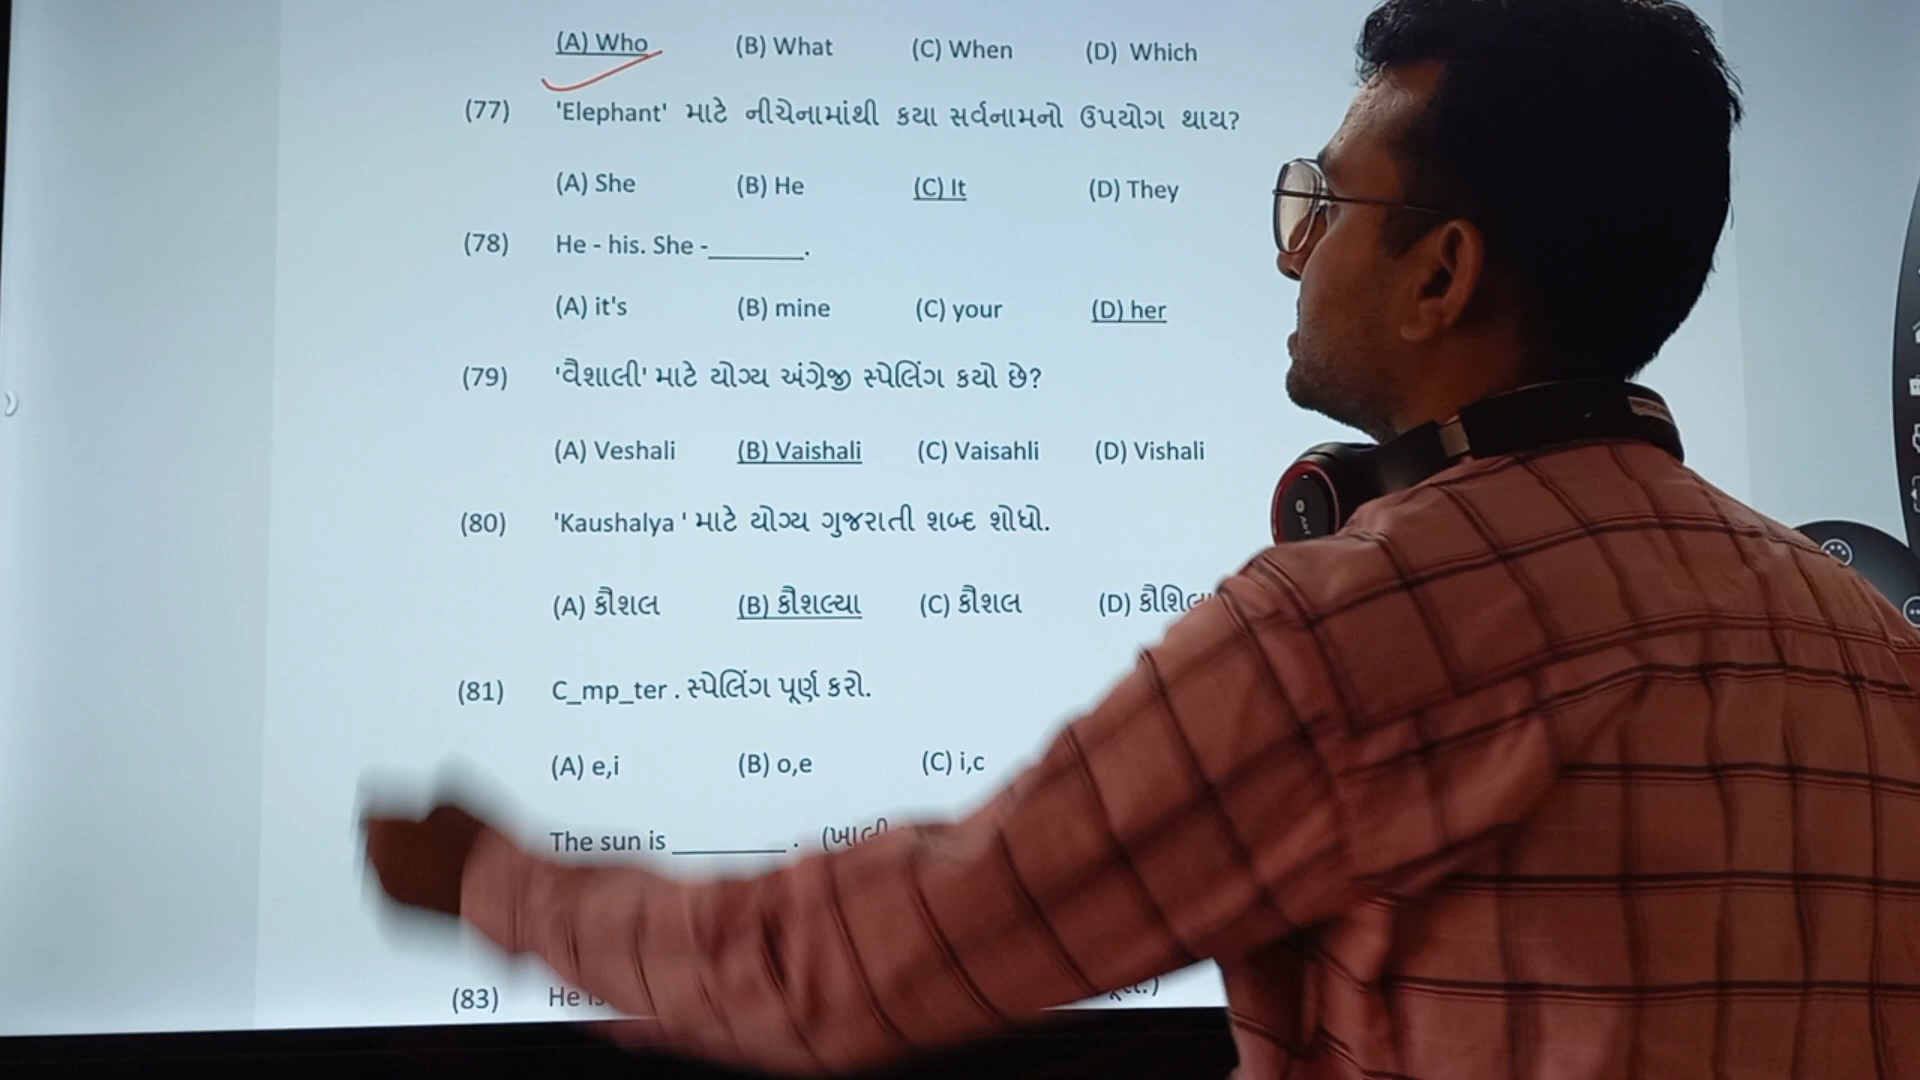 (A) Who (B) What (C) When (D) Which
(77) 'Elephant' માટે નીચેનામાંથી કયા સર્વનામનો ઉપયોગ થાય?
(A) She (B) He (C) It (D) They
(78) He - his. She -_______.
(A) it's (B) mine (C) your (D) her
(79) 'વૈશાલી' માટે યોગ્ય અંગ્રેજી સ્પેલિંગ કયો છે?
(A) Veshali (B) Vaishali (C) Vaisahli (D) Vishali
(80) 'Kaushalya ' માટે યોગ્ય ગુજરાતી શબ્દ શોધો.
(A) કૌશલ (B) કૌશલ્યા (C) કૌશલ (D)
(81) C_mp_ter . સ્પેલિંગ પૂર્ણ કરો.
(A) e,i (B) o,e (C) i,c
The sun is ________ .
(83) He